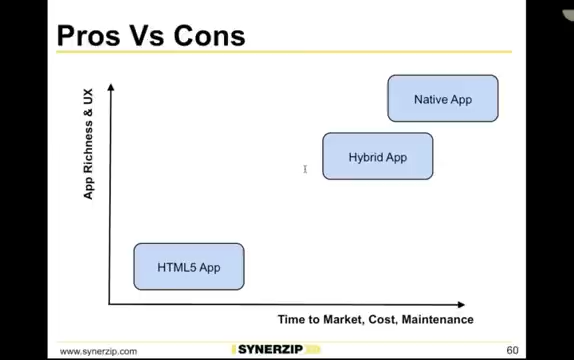 Pros Vs Cons
App Richness & UX
Native App
Hybrid App
HTML5 App
Time to Market, Cost, Maintenance
www.synerzip.com
SYNERZIP
60